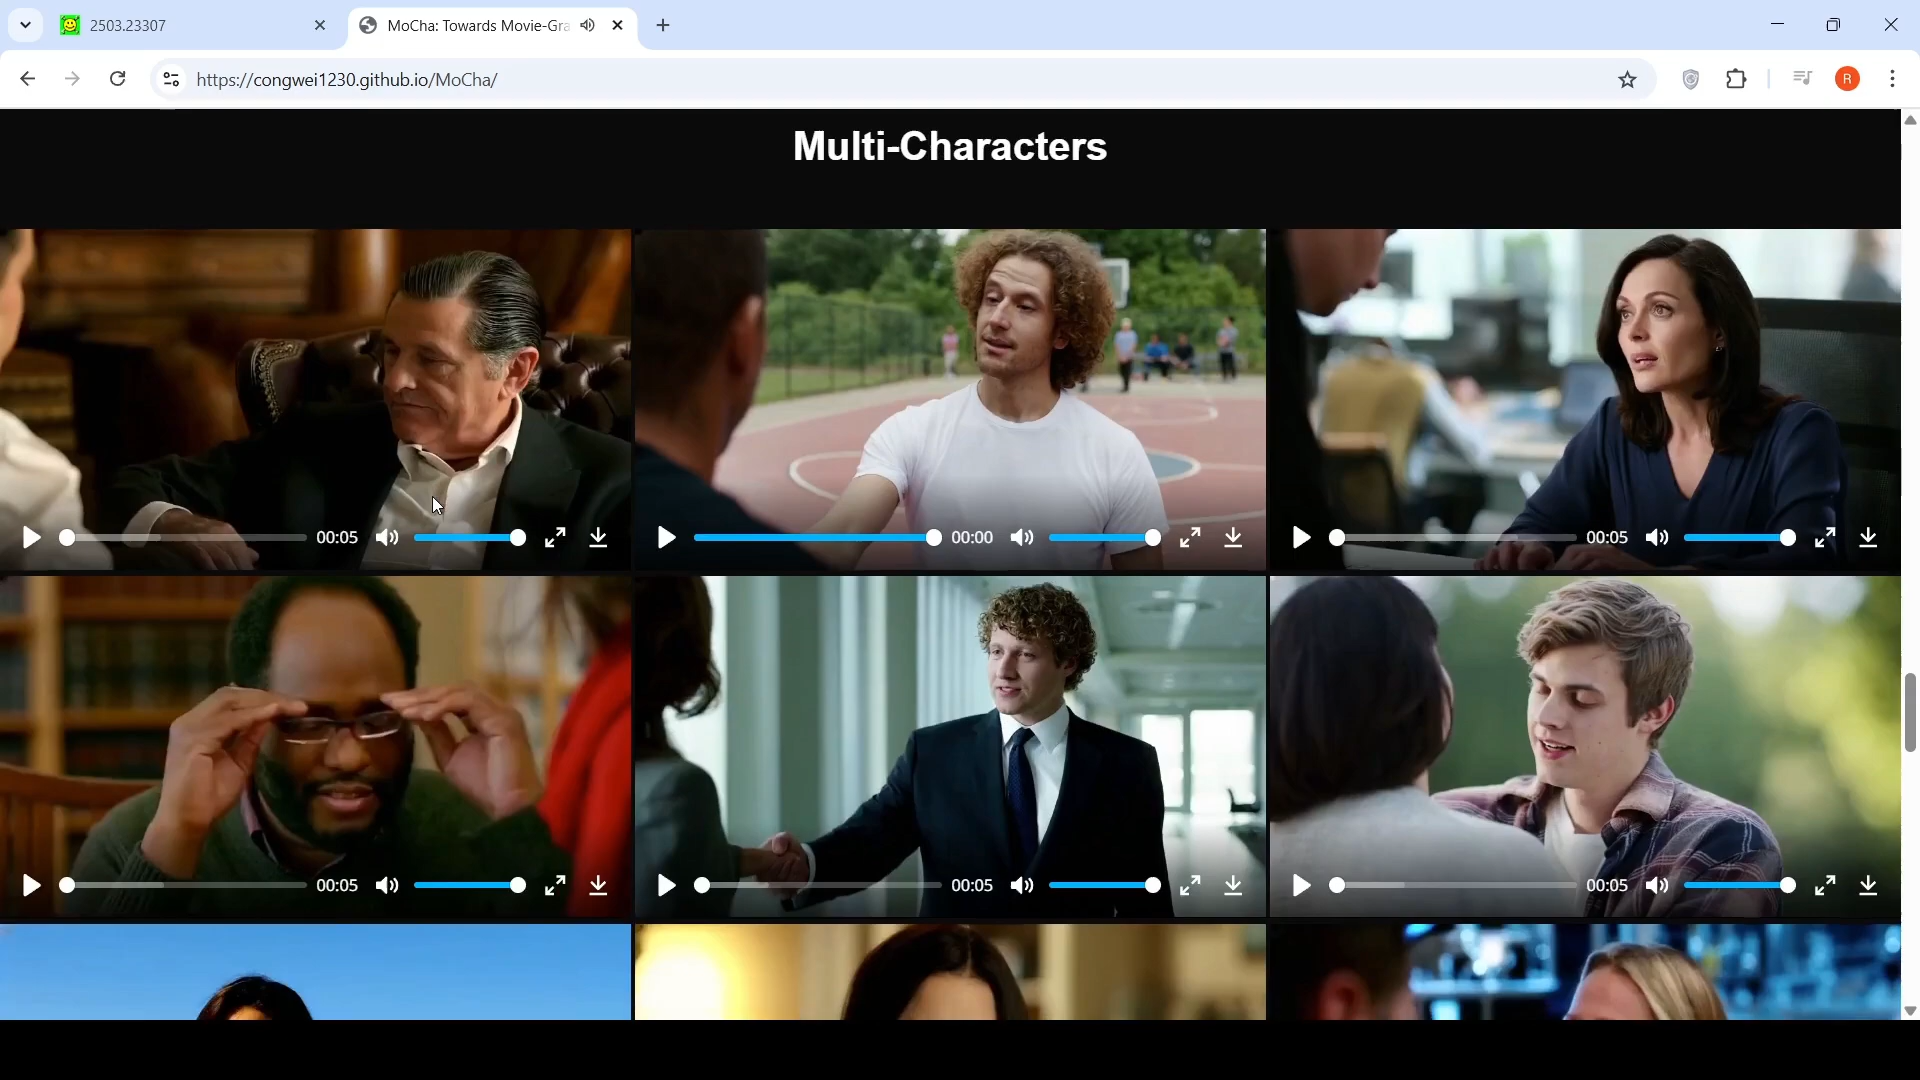 2503.23307
MoCha: Towards Movie-Gra
https://congwei1230.github.io/MoCha/
R
Multi-Characters
00:05
00:00
00:05
00:05
00:05
00:05